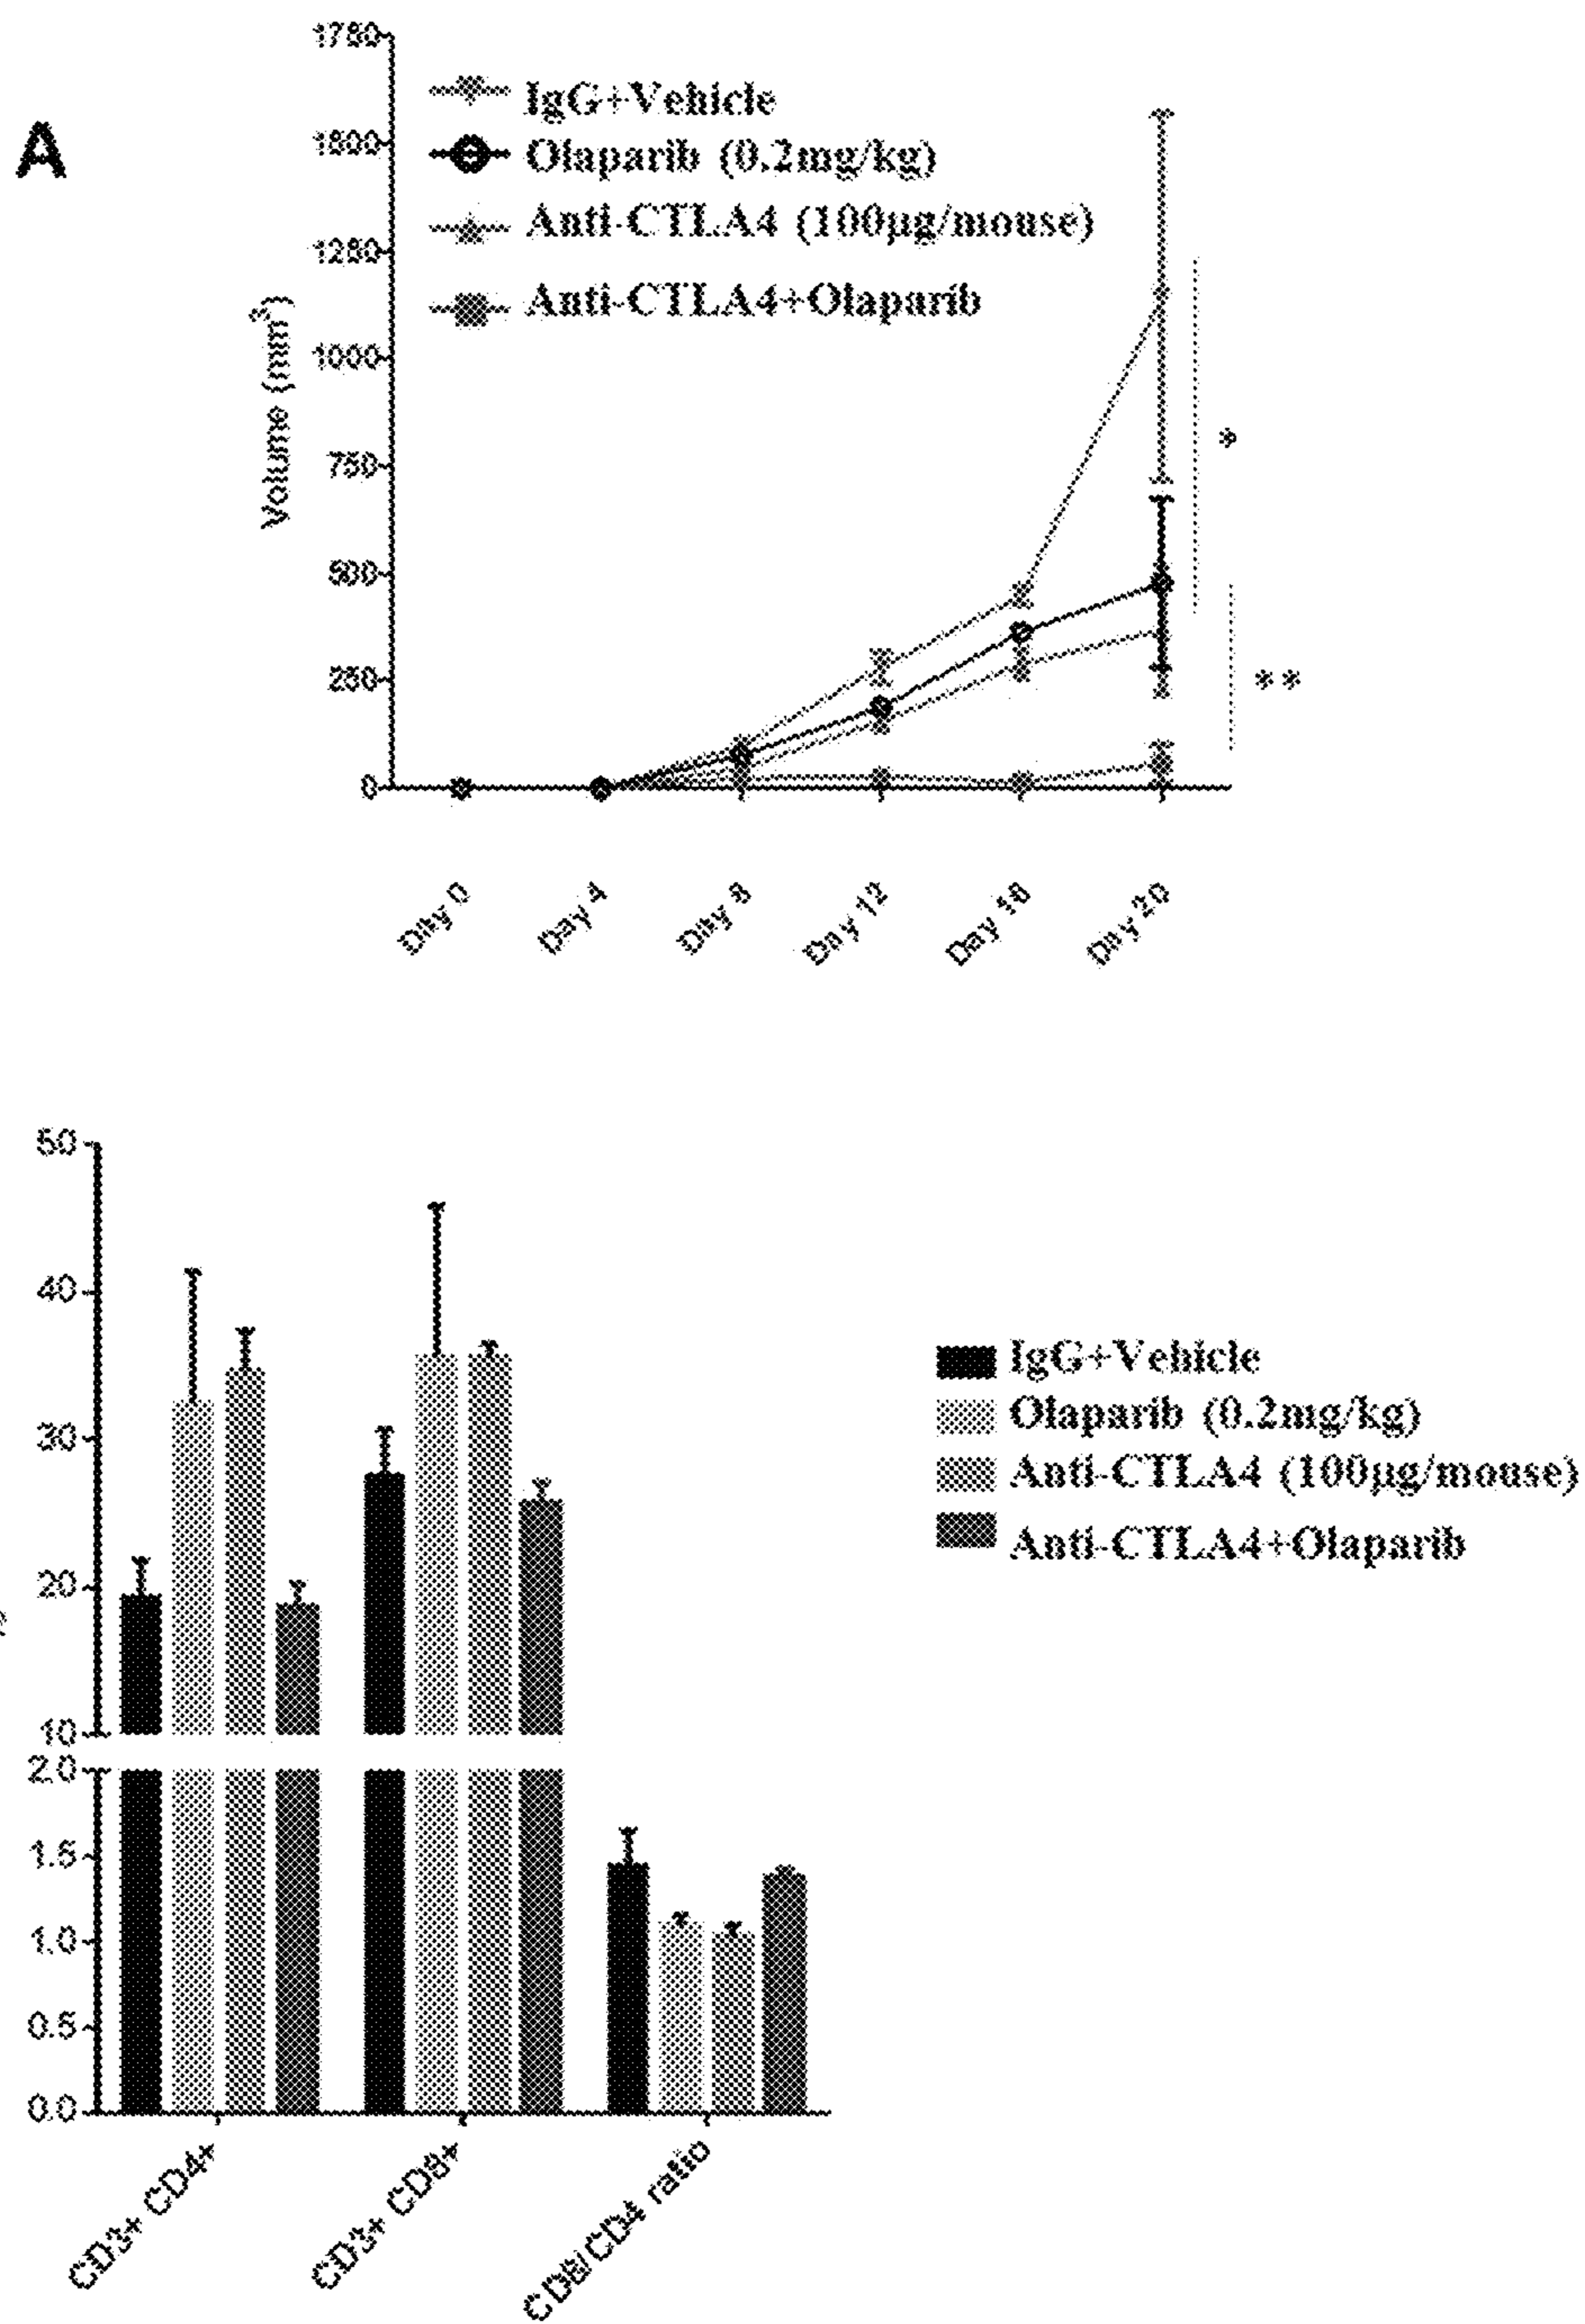 A
1750
1500
1250
1000
750
500
250
0
Volume (mm³)
IgG+Vehicle
Olaparib (0.2mg/kg)
Anti-CTLA4 (100µg/mouse)
Anti-CTLA4+Olaparib
*
**
Day 0
Day 4
Day 8
Day 12
Day 16
Day 20
50
40
30
20
10
2.0
1.5
1.0
0.5
0.0
IgG+Vehicle
Olaparib (0.2mg/kg)
Anti-CTLA4 (100µg/mouse)
Anti-CTLA4+Olaparib
CD3+ CD4+
CD3+ CD8+
CD8/CD4 ratio